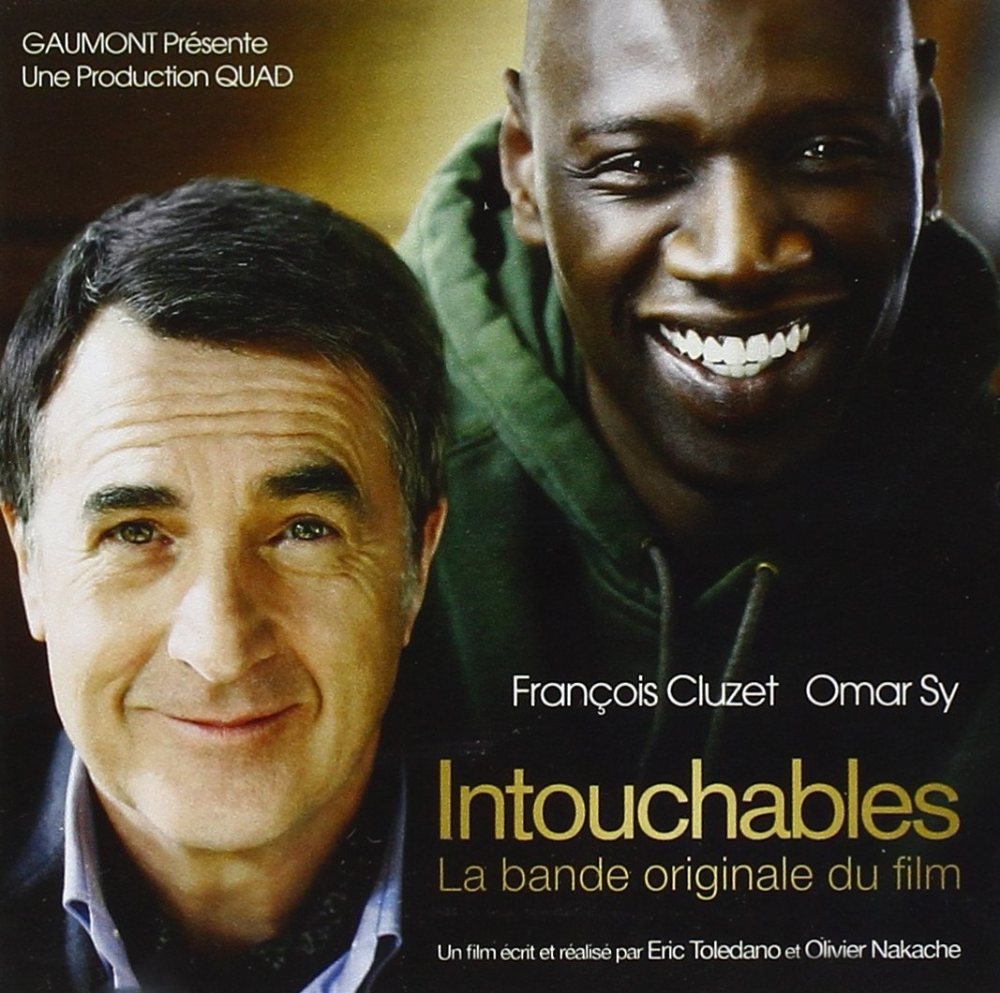 GAUMONT Présente
Une Production QUAD
François Cluzet Omar Sy
Intouchables
La bande originale du film
Un film écrit et réalisé par Eric Toledano et Olivier Nakache